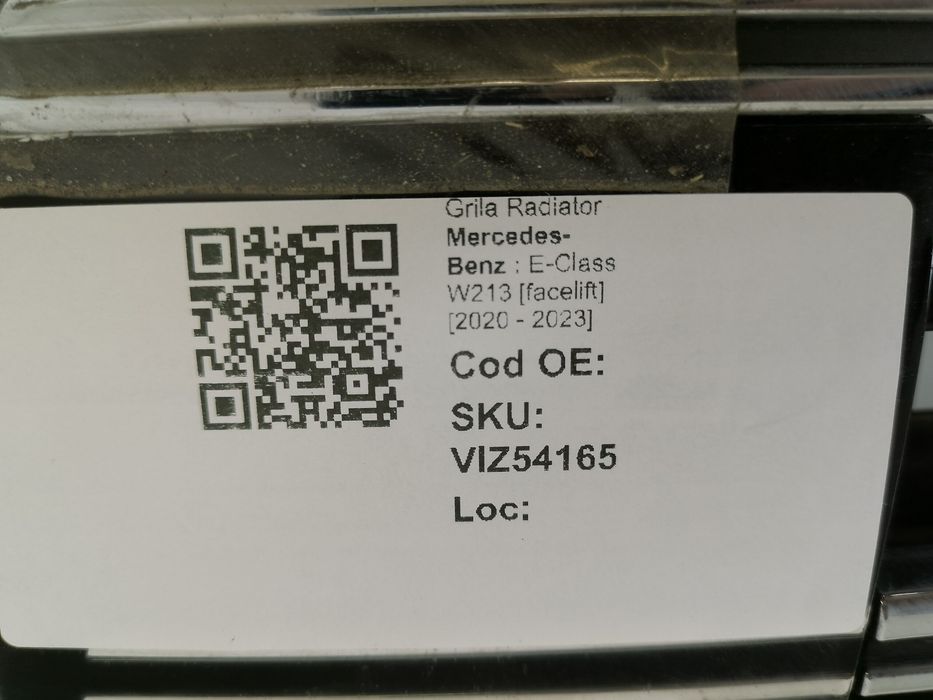 Grila Radiator
Mercedes-
Benz : E-Class
W213 [facelift]
[2020 - 2023]
Cod OE:
SKU:
VIZ54165
Loc: